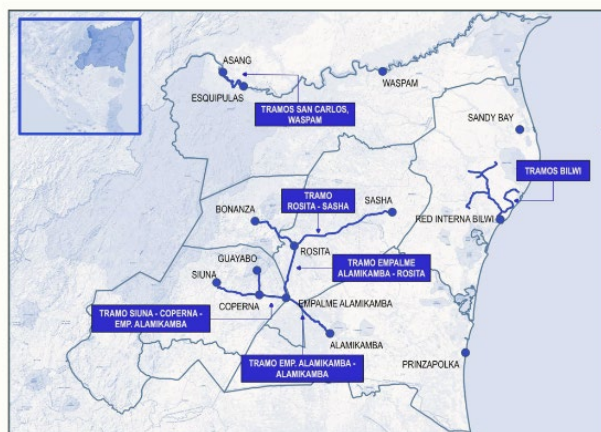 ASANG
ESQUIPULAS
WASPAM
TRAMOS SAN CARLOS,
WASPAM
SANDY BAY
TRAMOS BILWI
TRAMO
ROSITA - SASHA
BONANZA
SASHA
RED INTERNA BILWI
ROSITA
GUAYABO
SIUNA
TRAMO EMPALME
ALAMIKAMBA - ROSITA
COPERNA
EMPALME ALAMIKAMBA
TRAMO SIUNA - COPERNA -
EMP. ALAMIKAMBA
ALAMIKAMBA
TRAMO EMP. ALAMIKAMBA -
ALAMIKAMBA
PRINZAPOLKA